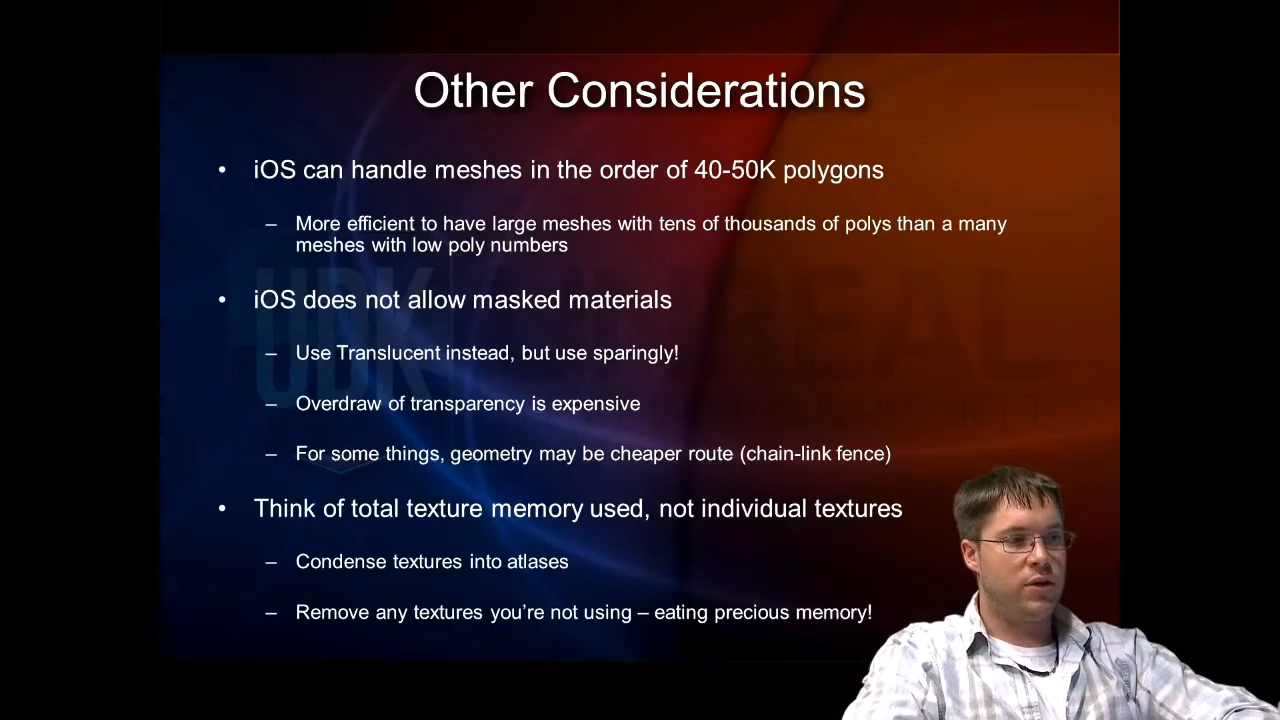 Other Considerations
• iOS can handle meshes in the order of 40-50K polygons
– More efficient to have large meshes with tens of thousands of polys than a many
meshes with low poly numbers
• iOS does not allow masked materials
– Use Translucent instead, but use sparingly!
– Overdraw of transparency is expensive
– For some things, geometry may be cheaper route (chain-link fence)
• Think of total texture memory used, not individual textures
– Condense textures into atlases
– Remove any textures you're not using – eating precious memory!
UDK UNREAL